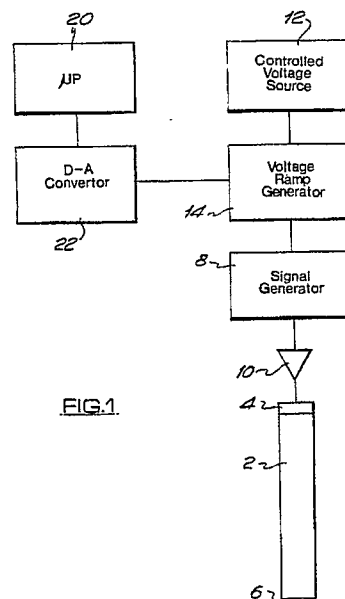 20
12
μP
Controlled
Voltage
Source
D-A
Convertor
Voltage
Ramp
Generator
22
14
8
Signal
Generator
10
FIG.1
4
2
6